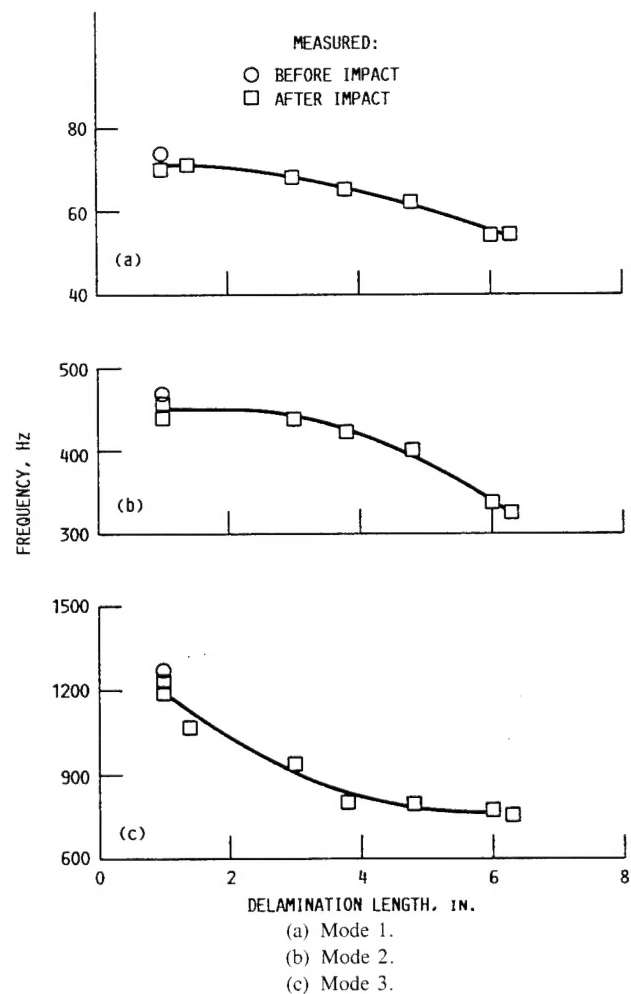 MEASURED:
BEFORE IMPACT
AFTER IMPACT
80
60
(a)
40
500
400
(b)
300
FREQUENCY, Hz
1500
1200
900
(c)
600
0 2 4 6 8
DELAMINATION LENGTH, IN.
(a) Mode 1.
(b) Mode 2.
(c) Mode 3.